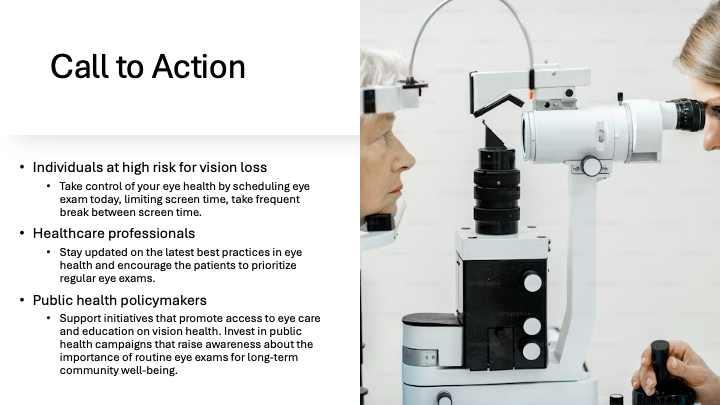 Call to Action
• Individuals at high risk for vision loss
• Take control of your eye health by scheduling eye
exam today, limiting screen time, take frequent
break between screen time.
• Healthcare professionals
• Stay updated on the latest best practices in eye
health and encourage the patients to prioritize
regular eye exams.
• Public health policymakers
• Support initiatives that promote access to eye care
and education on vision health. Invest in public
health campaigns that raise awareness about the
importance of routine eye exams for long-term
community well-being.